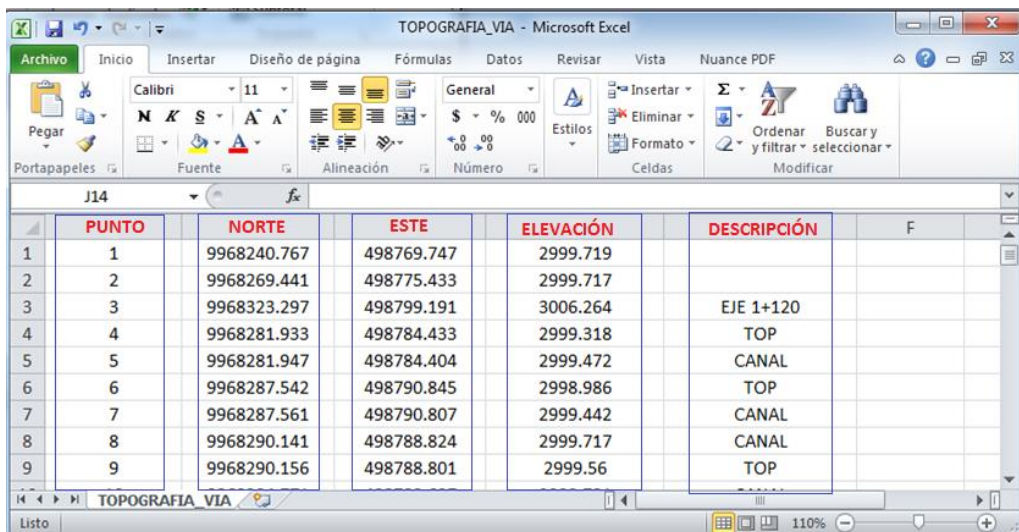 TOPOGRAFIA_VIA - Microsoft Excel
Archivo Inicio Insertar Diseño de página Fórmulas Datos Revisar Vista Nuance PDF
Pegar
Calibri 11
N K S
General
$ % 000
Estilos
Insertar
Eliminar
Formato
Ordenar y filtrar
Buscar y seleccionar
Portapapeles Fuente Alineación Número Celdas Modificar
J14 fx
PUNTO NORTE ESTE ELEVACIÓN DESCRIPCIÓN F
1 1 9968240.767 498769.747 2999.719
2 2 9968269.441 498775.433 2999.717
3 3 9968323.297 498799.191 3006.264 EJE 1+120
4 4 9968281.933 498784.433 2999.318 TOP
5 5 9968281.947 498784.404 2999.472 CANAL
6 6 9968287.542 498790.845 2998.986 TOP
7 7 9968287.561 498790.807 2999.442 CANAL
8 8 9968290.141 498788.824 2999.717 CANAL
9 9 9968290.156 498788.801 2999.56 TOP
TOPOGRAFIA_VIA
Listo 110%